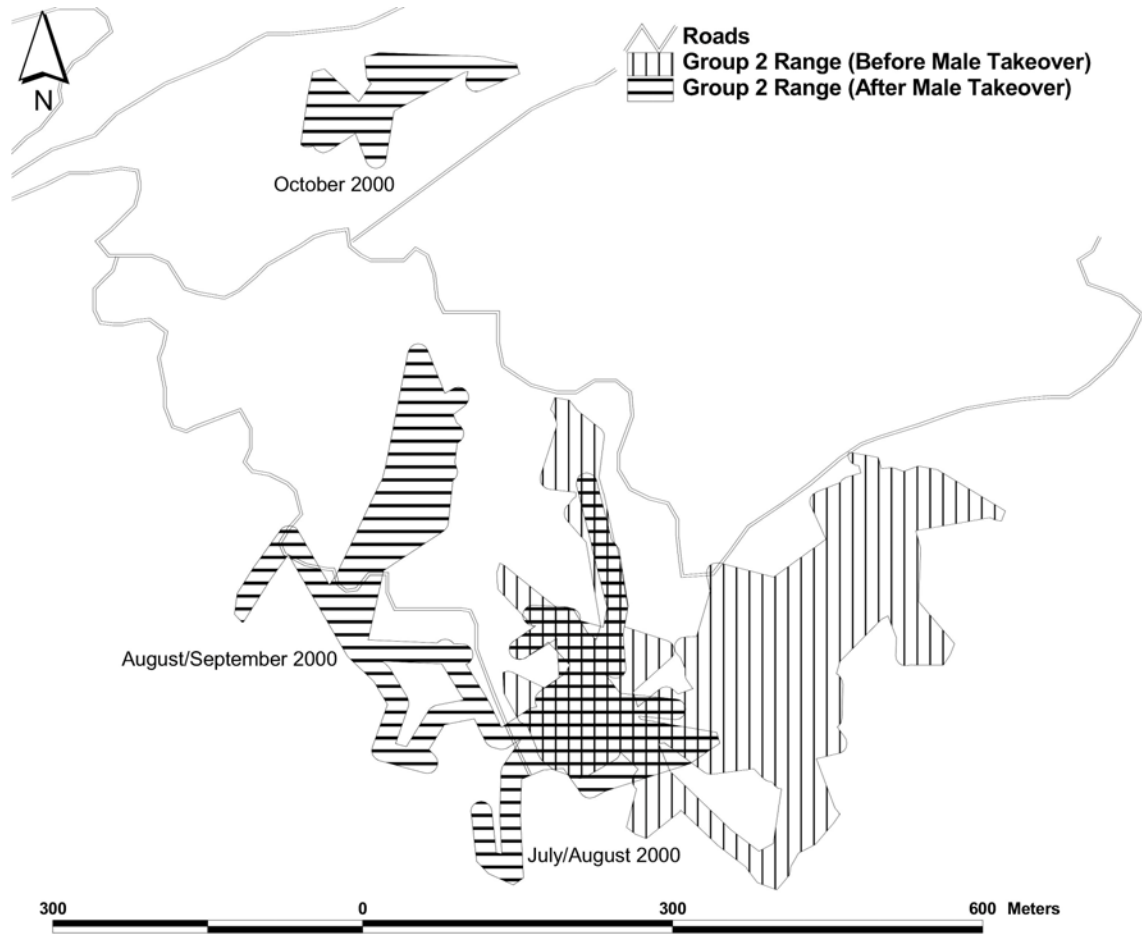 N
Roads
Group 2 Range (Before Male Takeover)
Group 2 Range (After Male Takeover)
October 2000
August/September 2000
July/August 2000
300 0 300 600 Meters